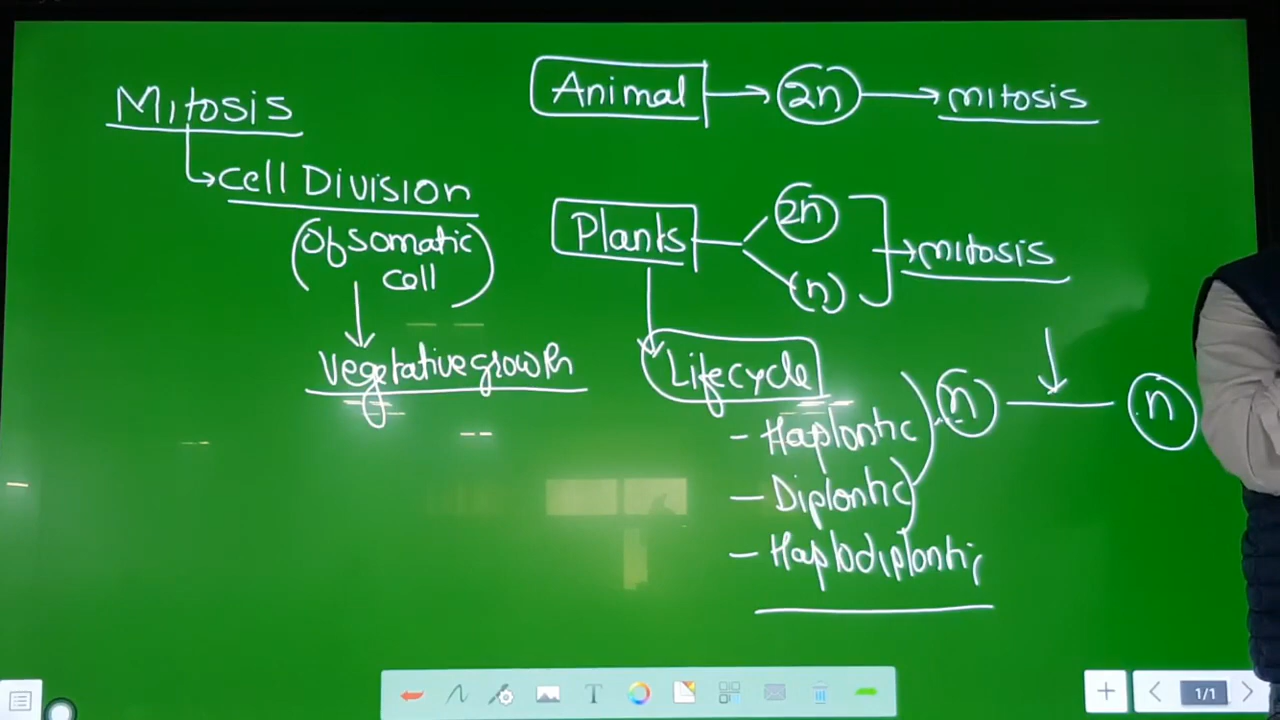 Mitosis
Cell Division
(Of somatic
cell)
Vegetative growth
Animal → 2n → mitosis
Plants
2n
(n)
→ mitosis
Lifecycle
- Haplontic
- Diplontic
- Haplodiplontic
n
n
T
1/1